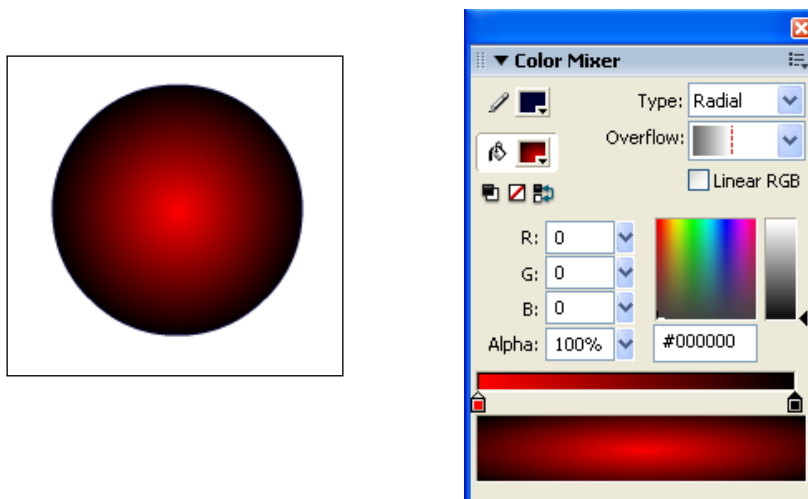 Color Mixer
Type: Radial
Overflow:
Linear RGB
R: 0
G: 0
B: 0
Alpha: 100% #000000